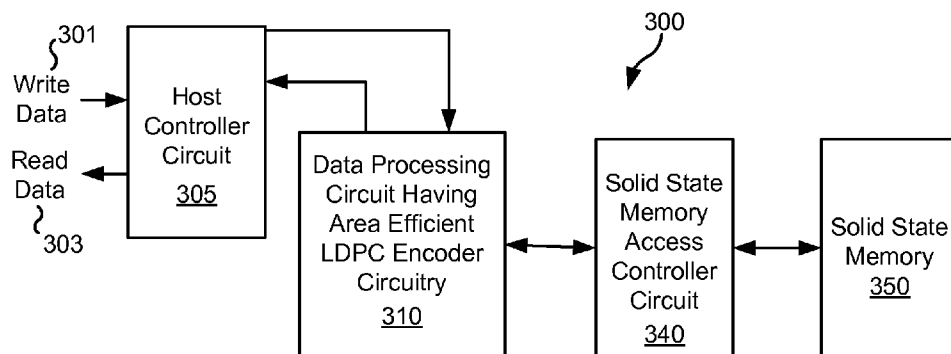 301
Write
Data
Read
Data
303
Host
Controller
Circuit
305
300
Data Processing
Circuit Having
Area Efficient
LDPC Encoder
Circuitry
310
Solid State
Memory
Access
Controller
Circuit
340
Solid State
Memory
350